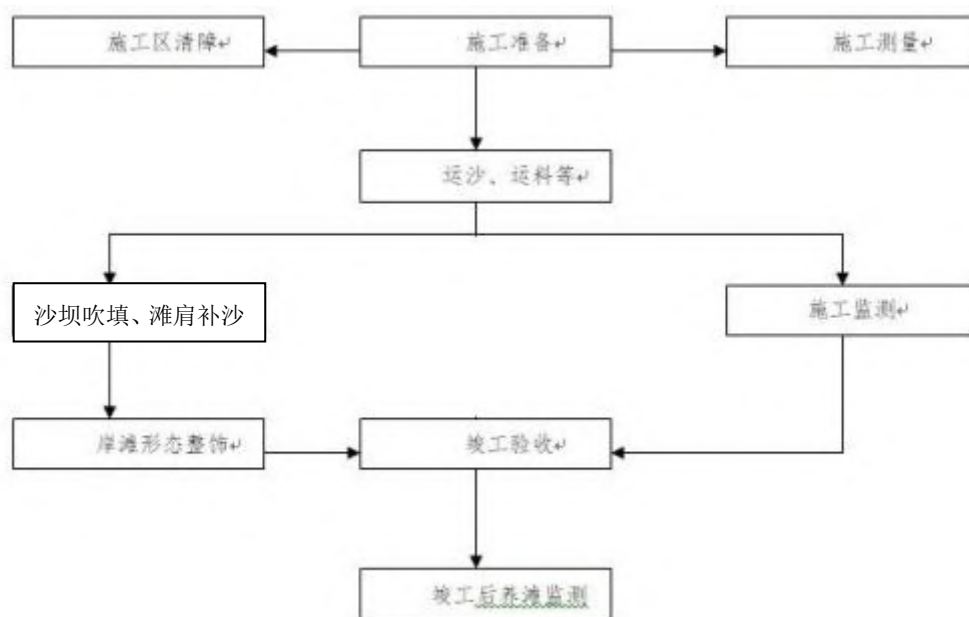 施工区清障
施工准备
施工测量
运沙、运料等
沙坝吹填、滩肩补沙
施工监测
岸滩形态整饰
竣工验收
竣工后养滩监测